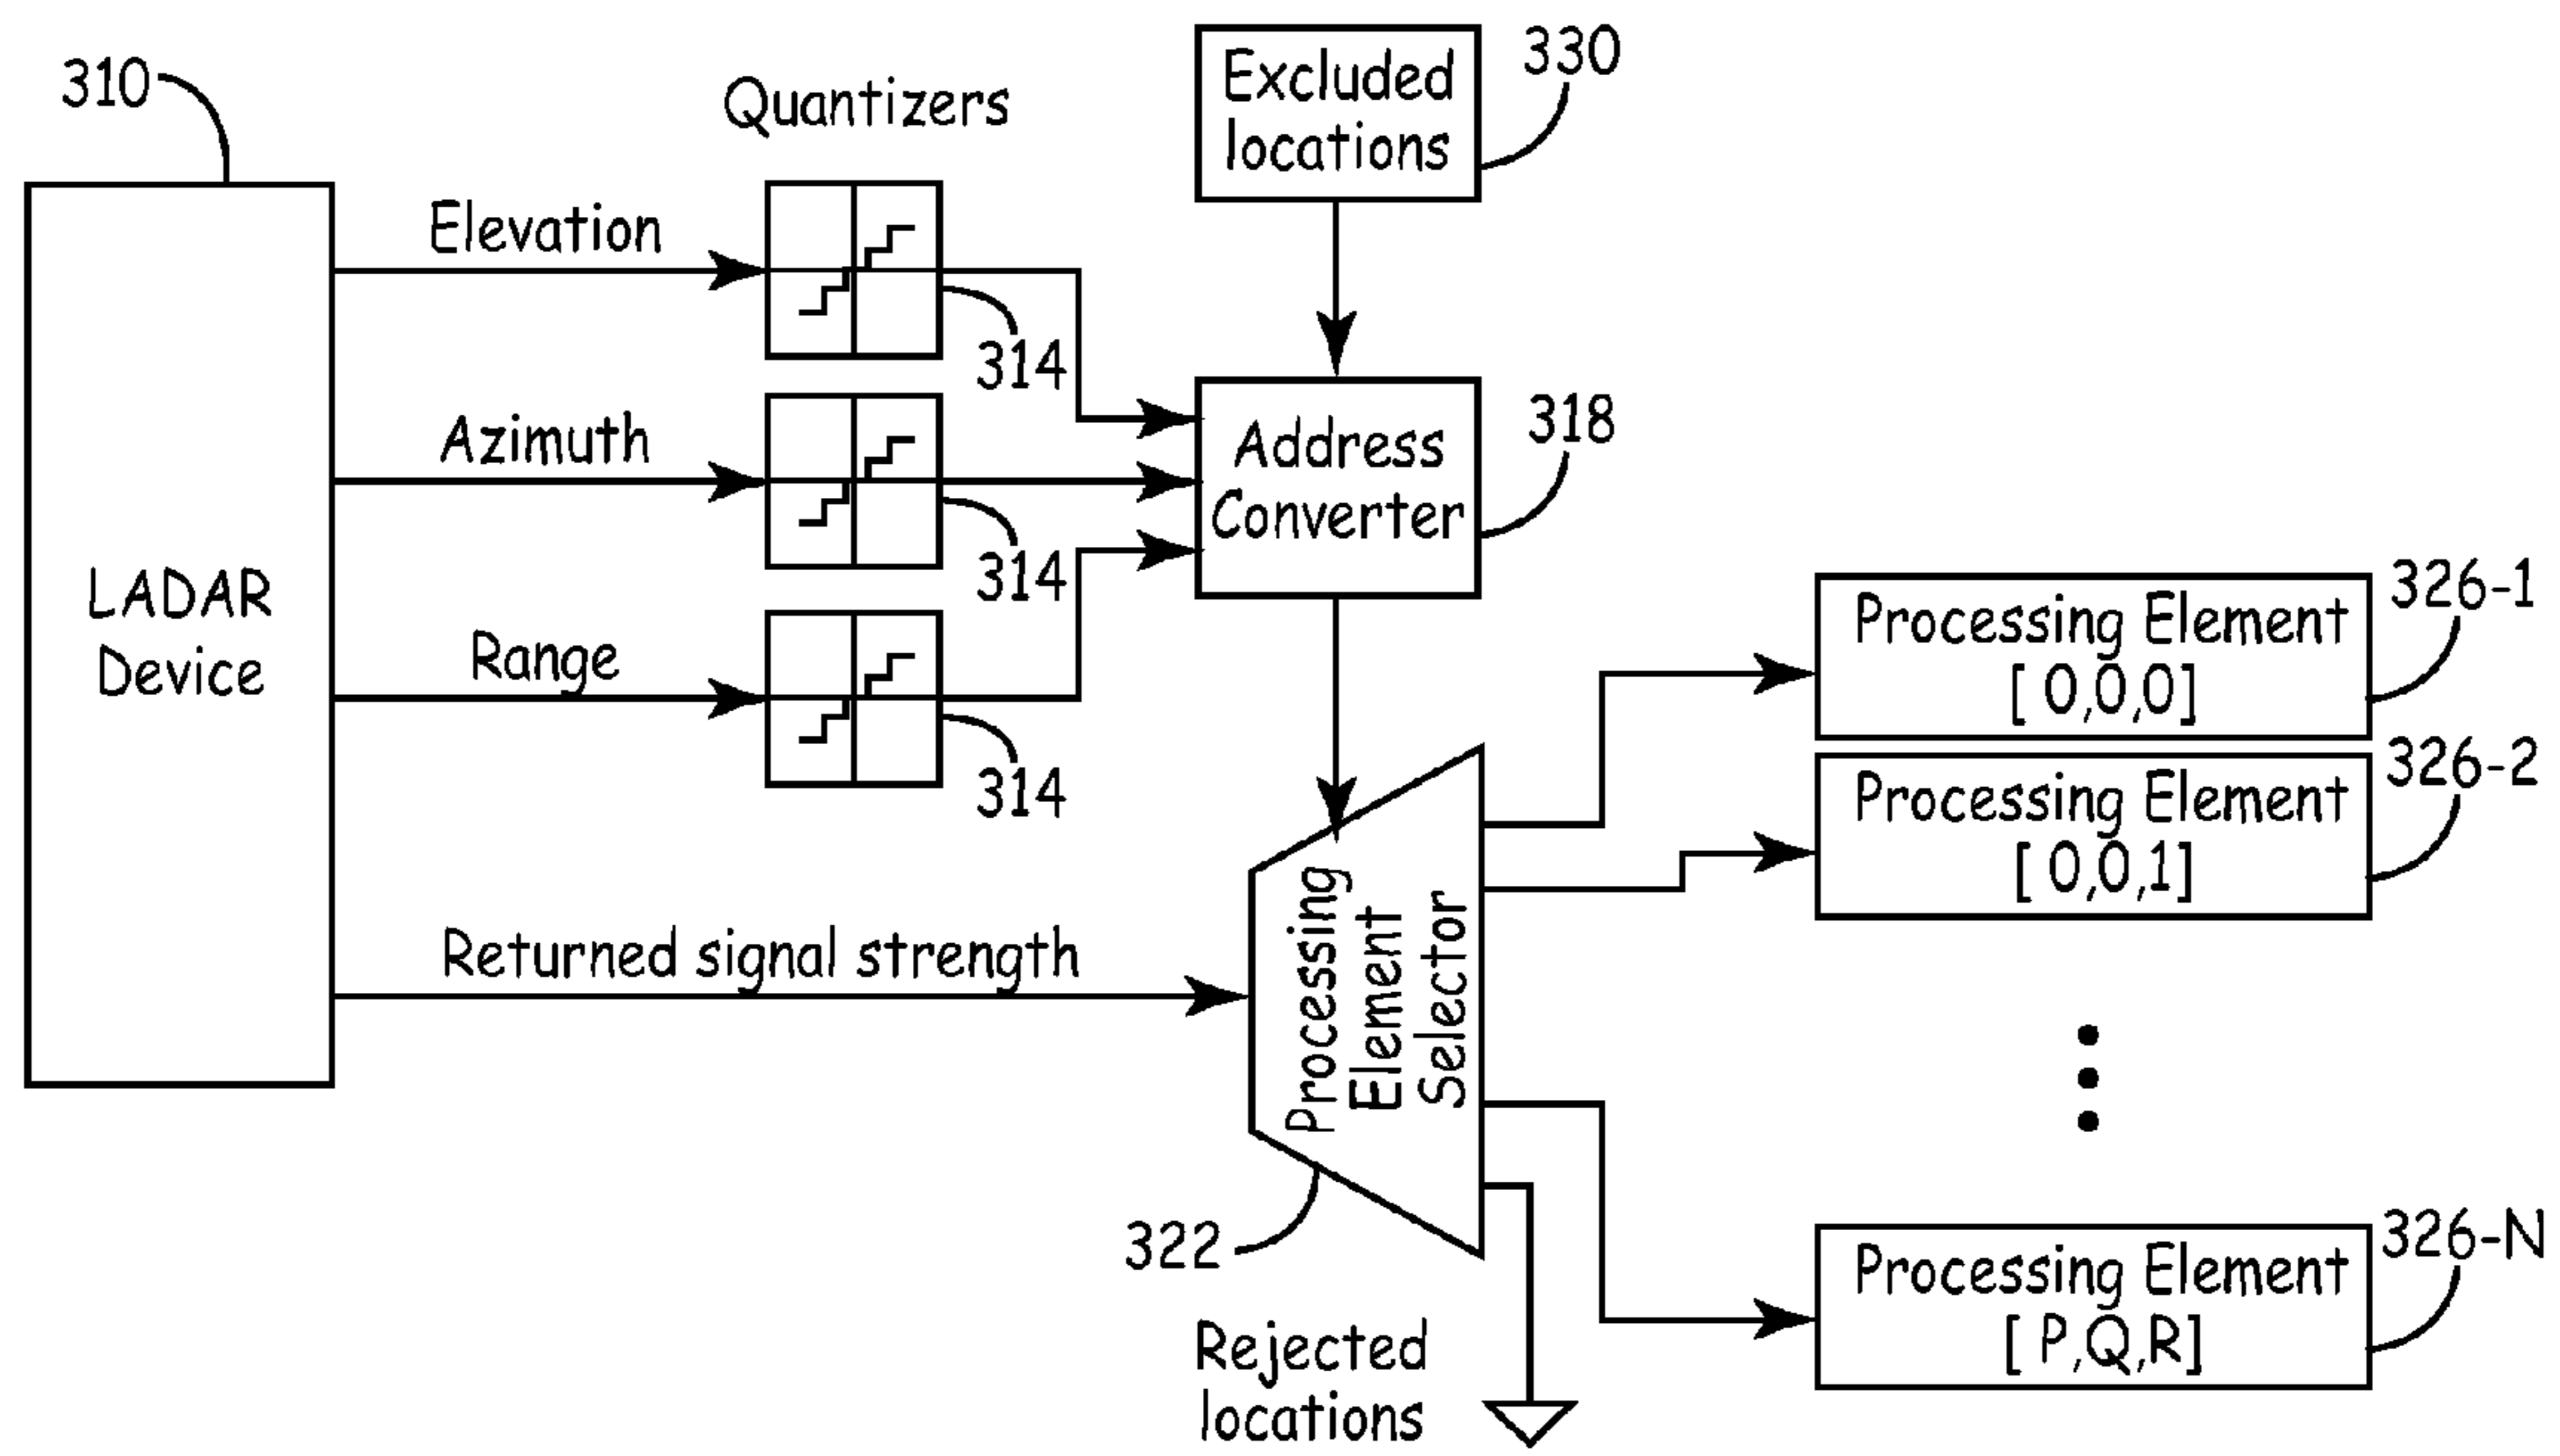 310
Quantizers
Excluded
locations
330
Elevation
314
Azimuth
314
Address
Converter
318
LADAR
Device
Range
314
Processing Element
[ 0,0,0]
326-1
Processing Element
[ 0,0,1]
326-2
Returned signal strength
Processing
Element
Selector
322
Processing Element
[ P,Q,R]
326-N
Rejected
locations